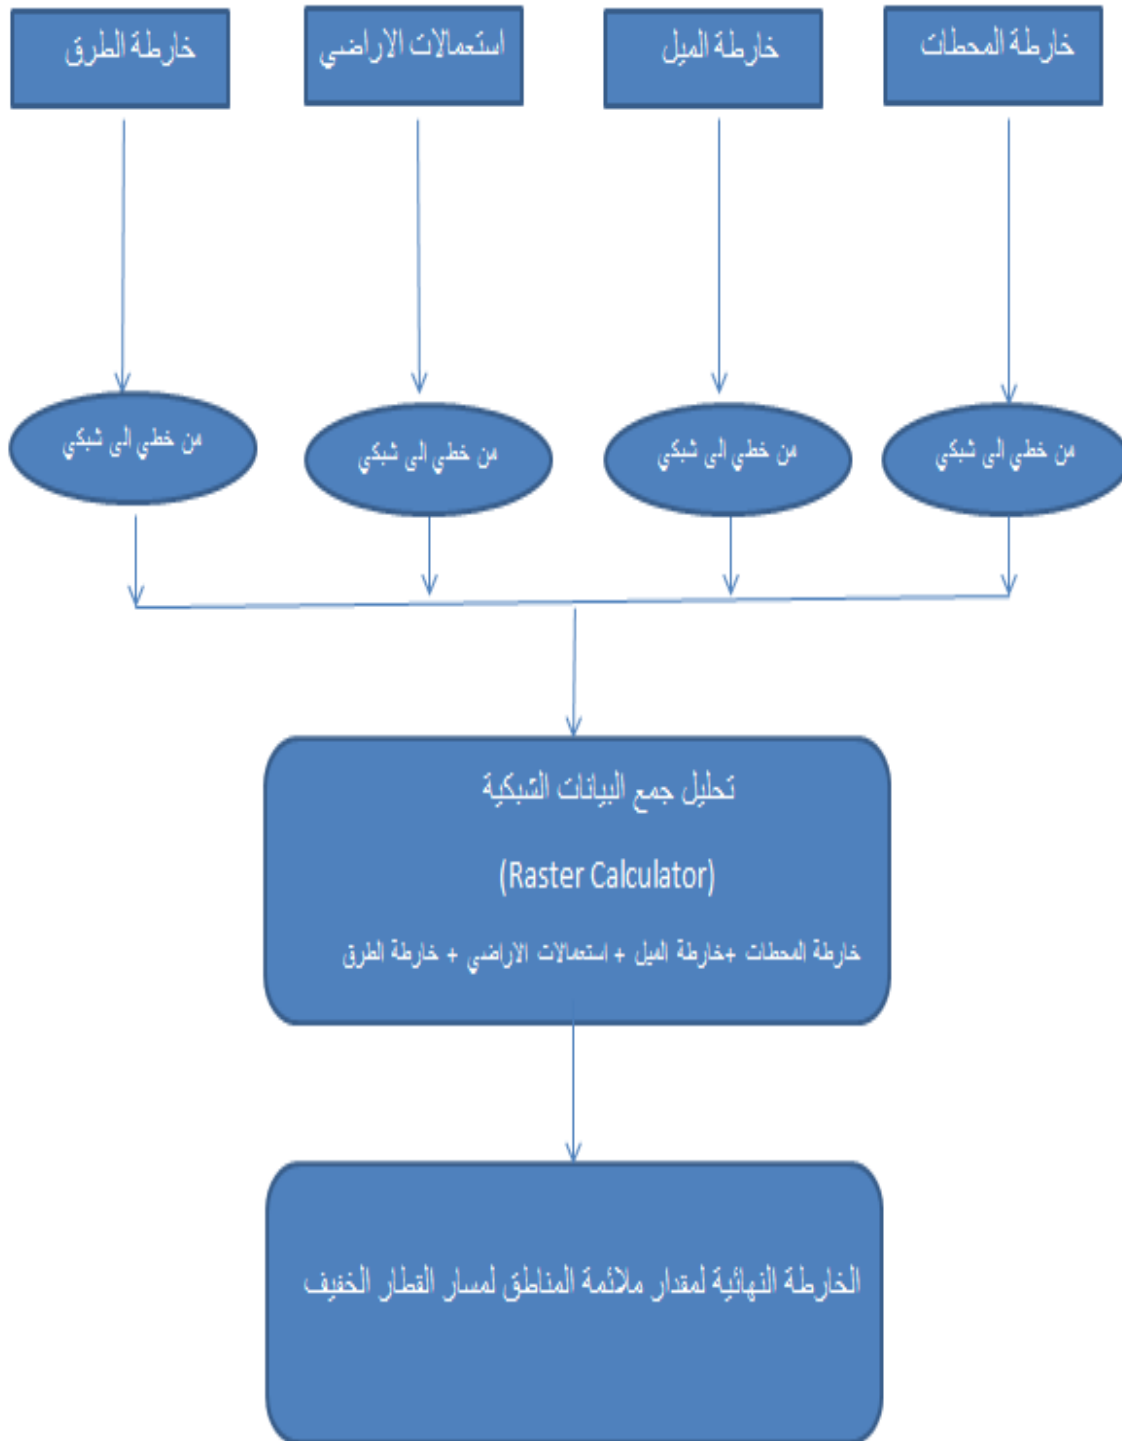 خارطة المحطات
خارطة الميل
استعمالات الاراضي
خارطة الطرق
من خطي الى شبكي
من خطي الى شبكي
من خطي الى شبكي
من خطي الى شبكي
تحليل جمع البيانات الشبكية
(Raster Calculator)
خارطة المحطات +خارطة الميل + استعمالات الاراضي + خارطة الطرق
الخارطة النهائية لمقدار ملائمة المناطق لمسار القطار الخفيف